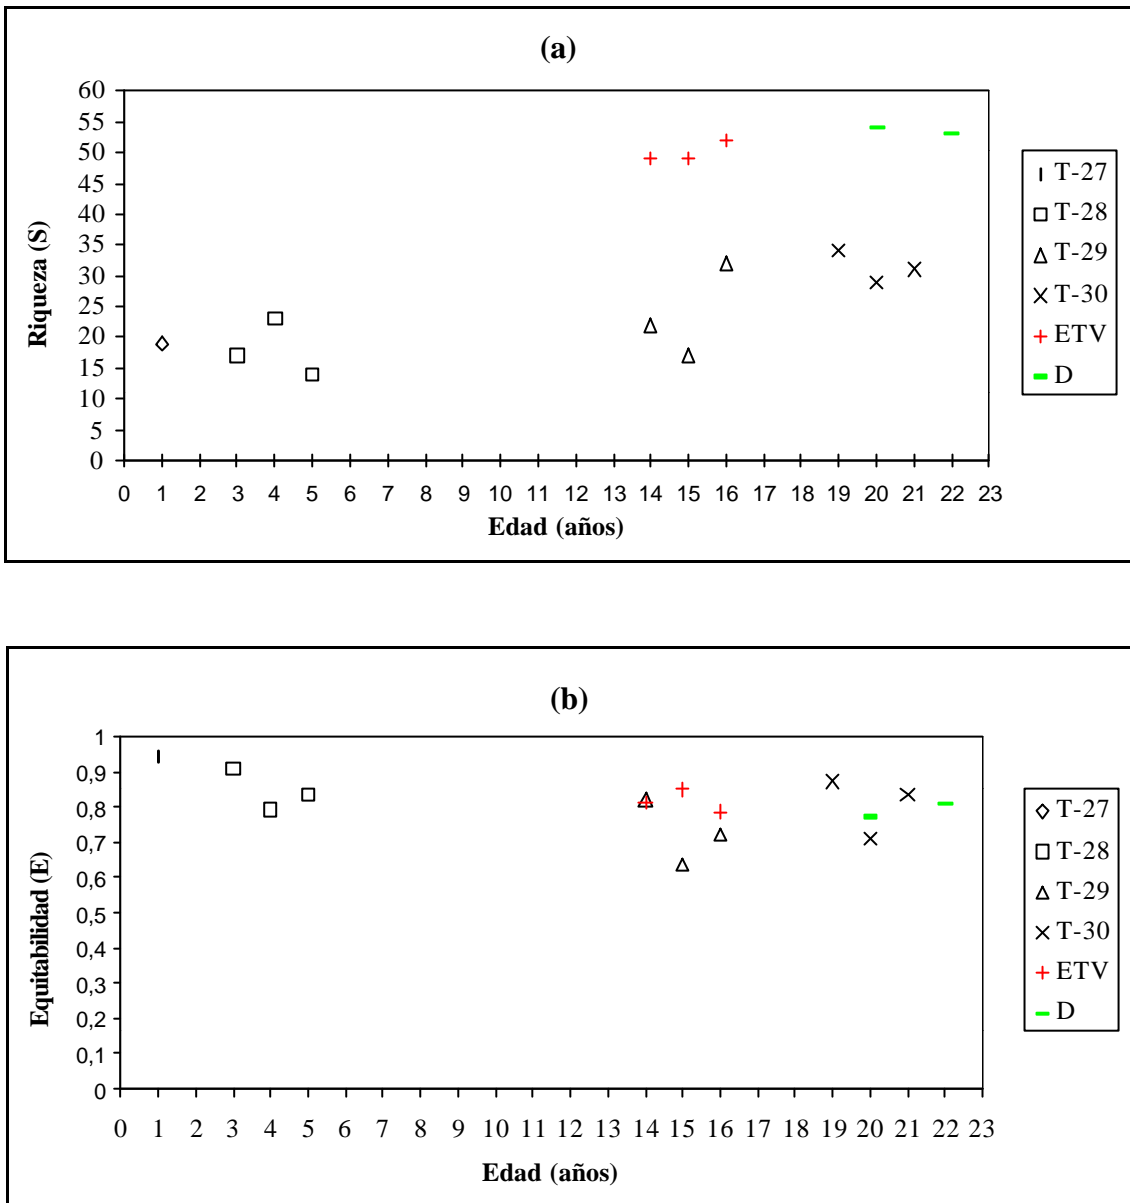 (a)
60
55
50
45
40
35
30
25
20
15
10
5
0
Riqueza (S)
0 1 2 3 4 5 6 7 8 9 10 11 12 13 14 15 16 17 18 19 20 21 22 23
Edad (años)
T-27
T-28
T-29
T-30
ETV
D
(b)
1
0,9
0,8
0,7
0,6
0,5
0,4
0,3
0,2
0,1
0
Equitabilidad (E)
0 1 2 3 4 5 6 7 8 9 10 11 12 13 14 15 16 17 18 19 20 21 22 23
Edad (años)
T-27
T-28
T-29
T-30
ETV
D